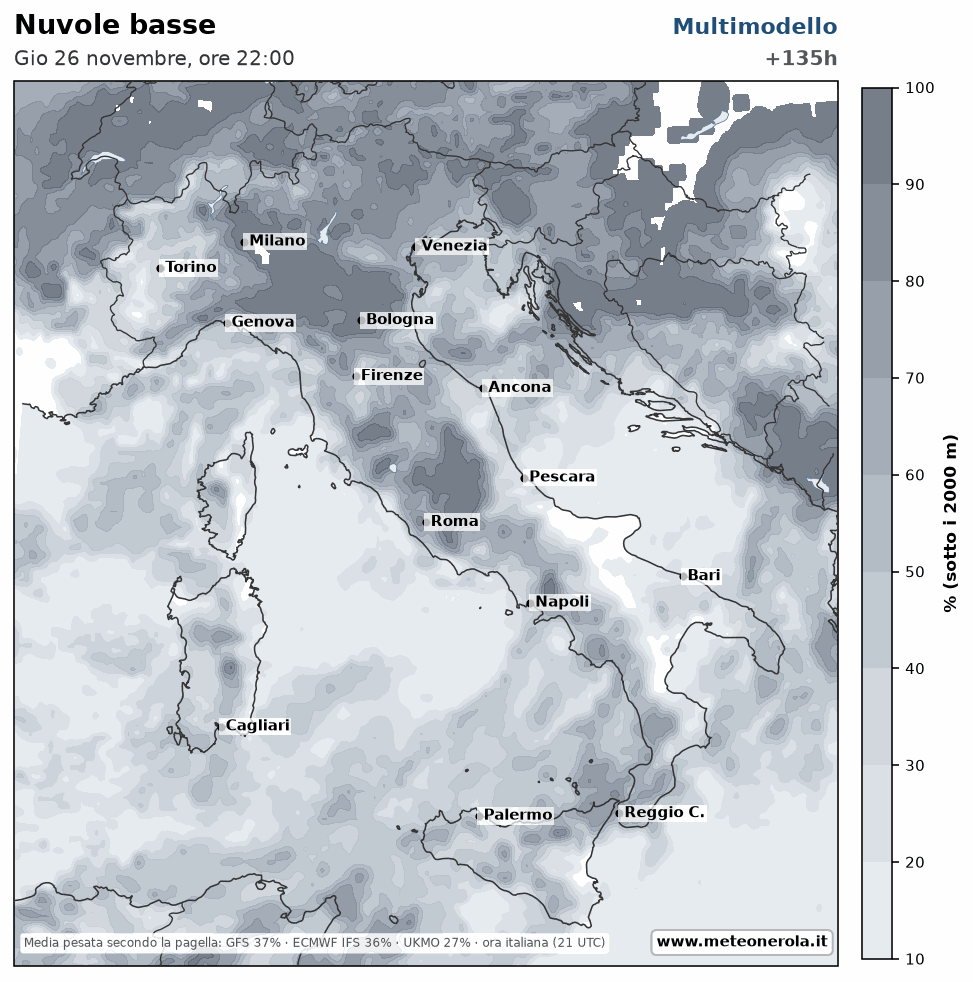 Nuvole basse
Multimodello
Gio 26 novembre, ore 22:00
+135h
Milano
Venezia
Torino
Genova
Bologna
Firenze
Ancona
Pescara
Roma
Bari
Napoli
Cagliari
Palermo
Reggio C.
100
90
80
70
60
50
40
30
20
10
% (sotto i 2000 m)
Media pesata secondo la pagella: GFS 37% · ECMWF IFS 36% · UKMO 27% · ora italiana (21 UTC)
www.meteonerola.it